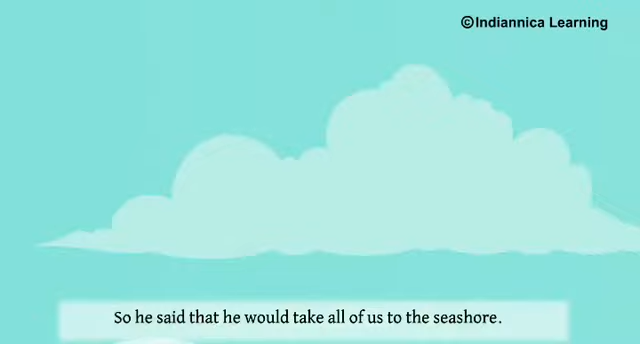 ©Indiannica Learning
So he said that he would take all of us to the seashore.